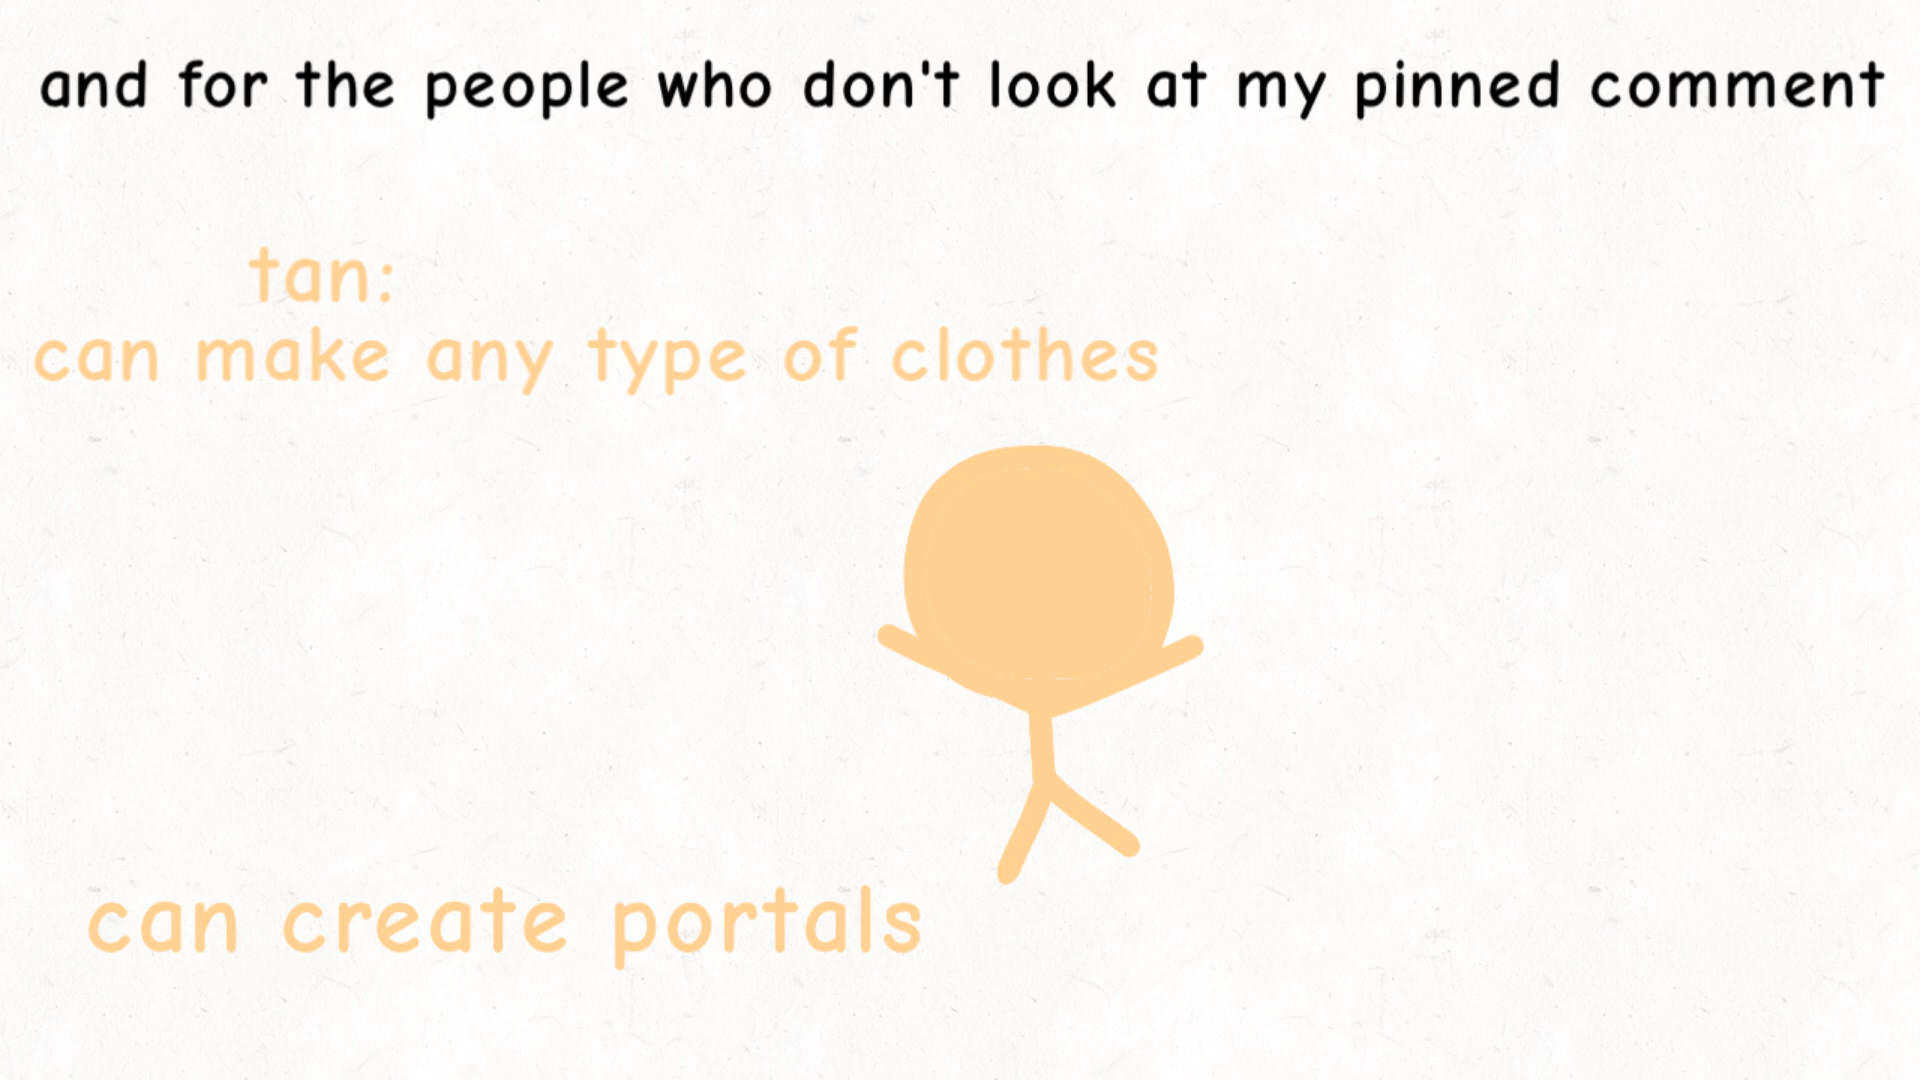 and for the people who don't look at my pinned comment
tan:
can make any type of clothes
can create portals